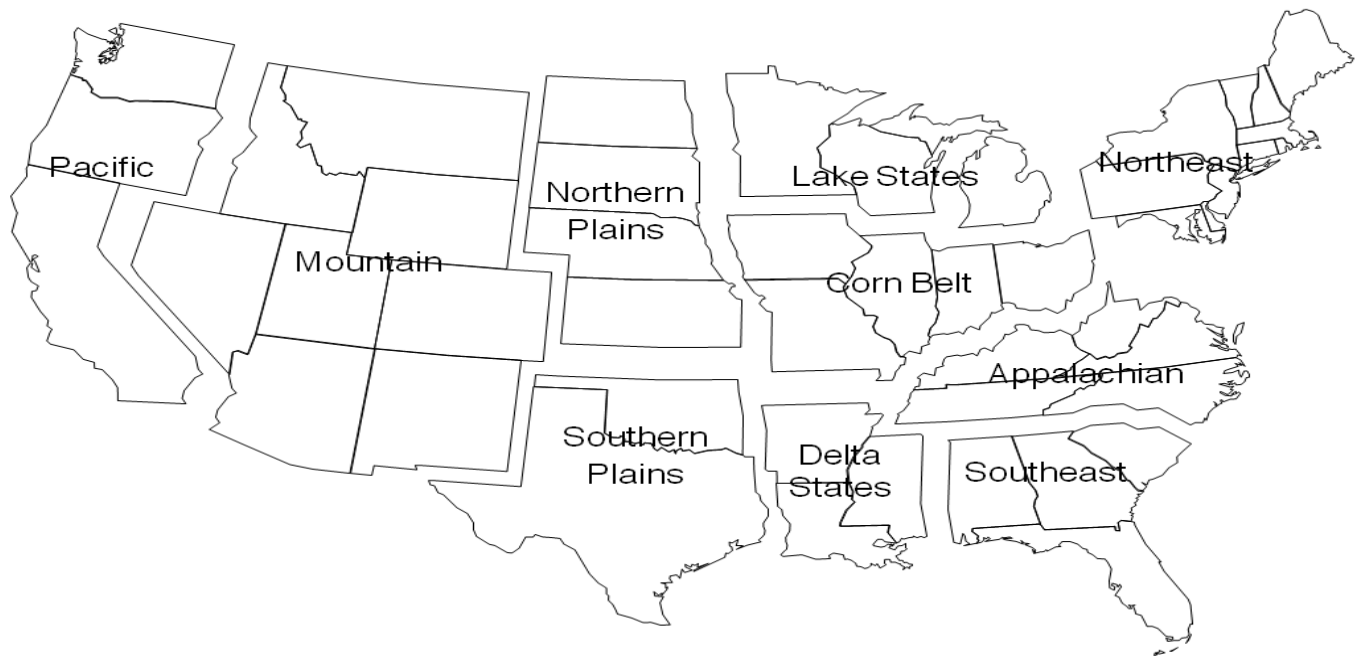 Pacific
Mountain
Northern
Plains
Southern
Plains
Lake States
Corn Belt
Delta
States
Northeast
Appalachian
Southeast